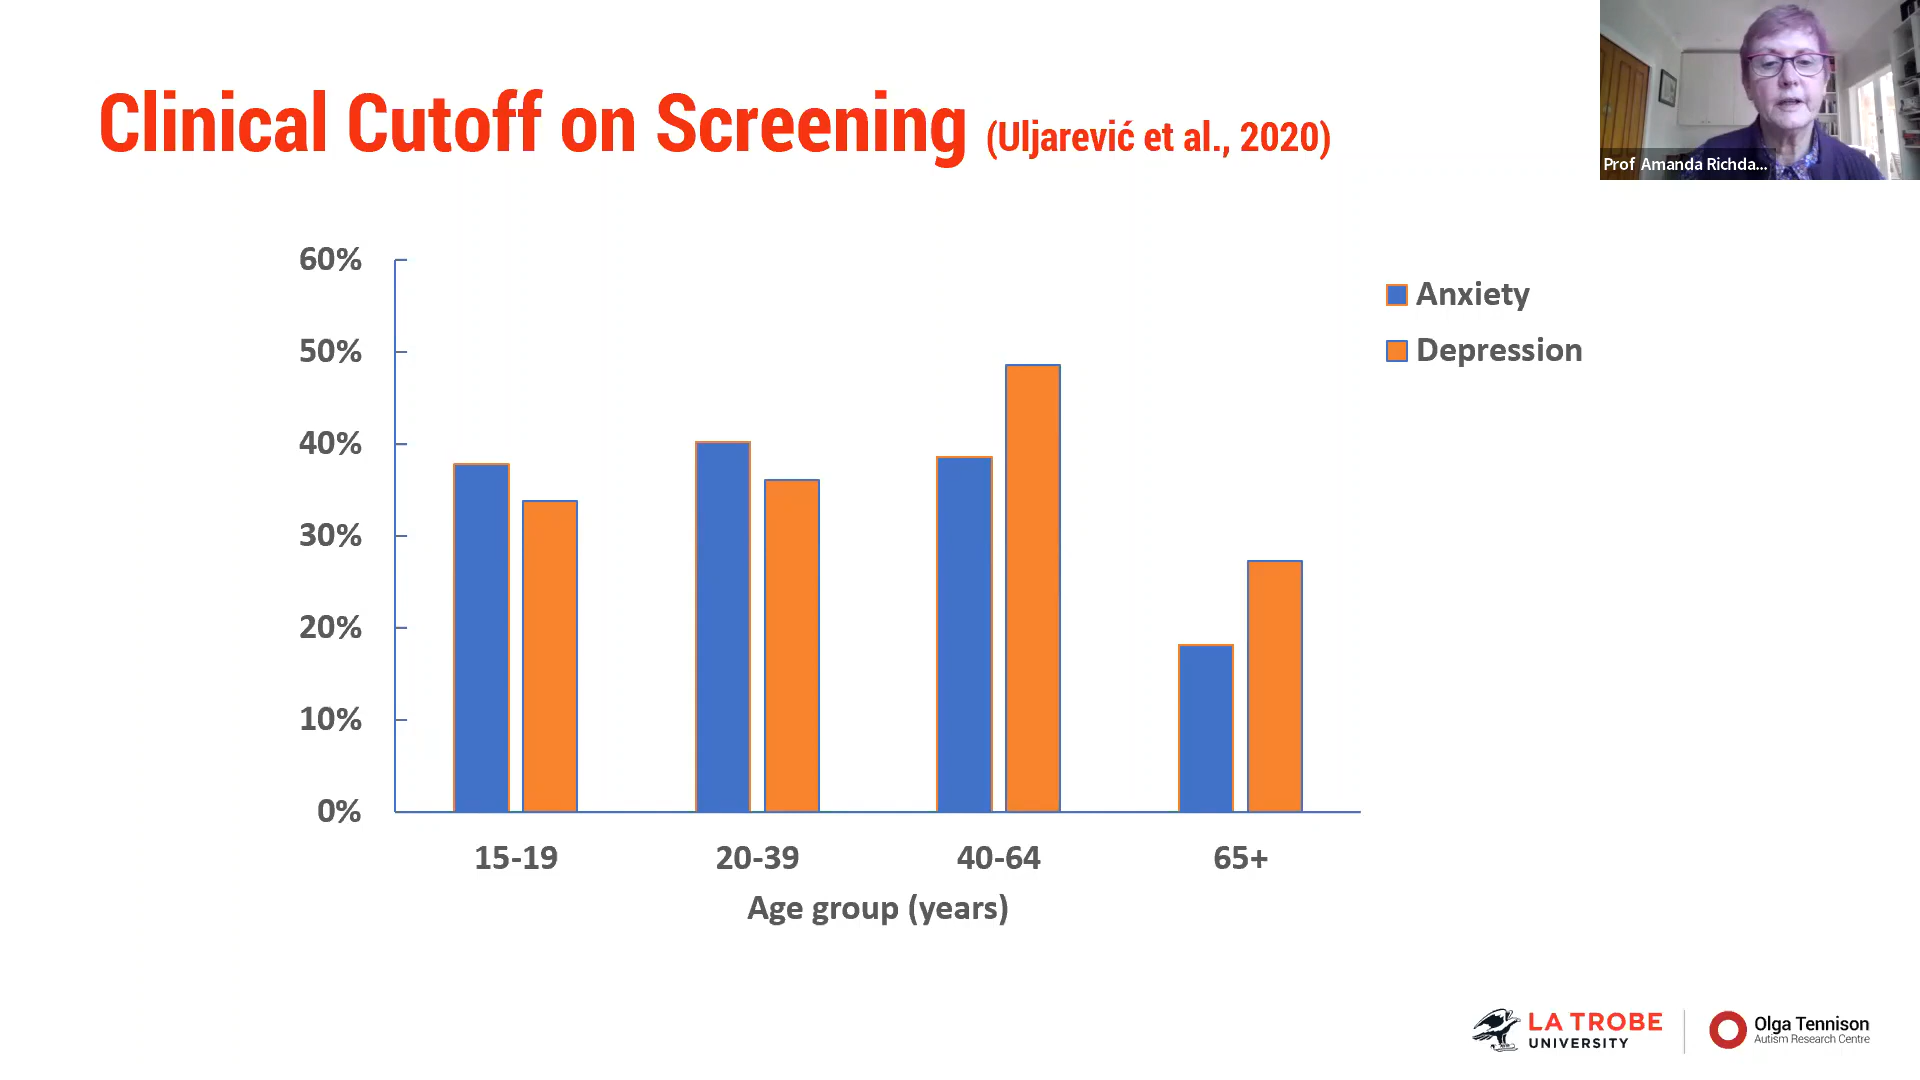 Clinical Cutoff on Screening (Uljarević et al., 2020)
Prof Amanda Richda...
60%
50%
40%
30%
20%
10%
0%
Anxiety
Depression
15-19
20-39
40-64
65+
Age group (years)
LA TROBE
UNIVERSITY
Olga Tennison
Autism Research Centre